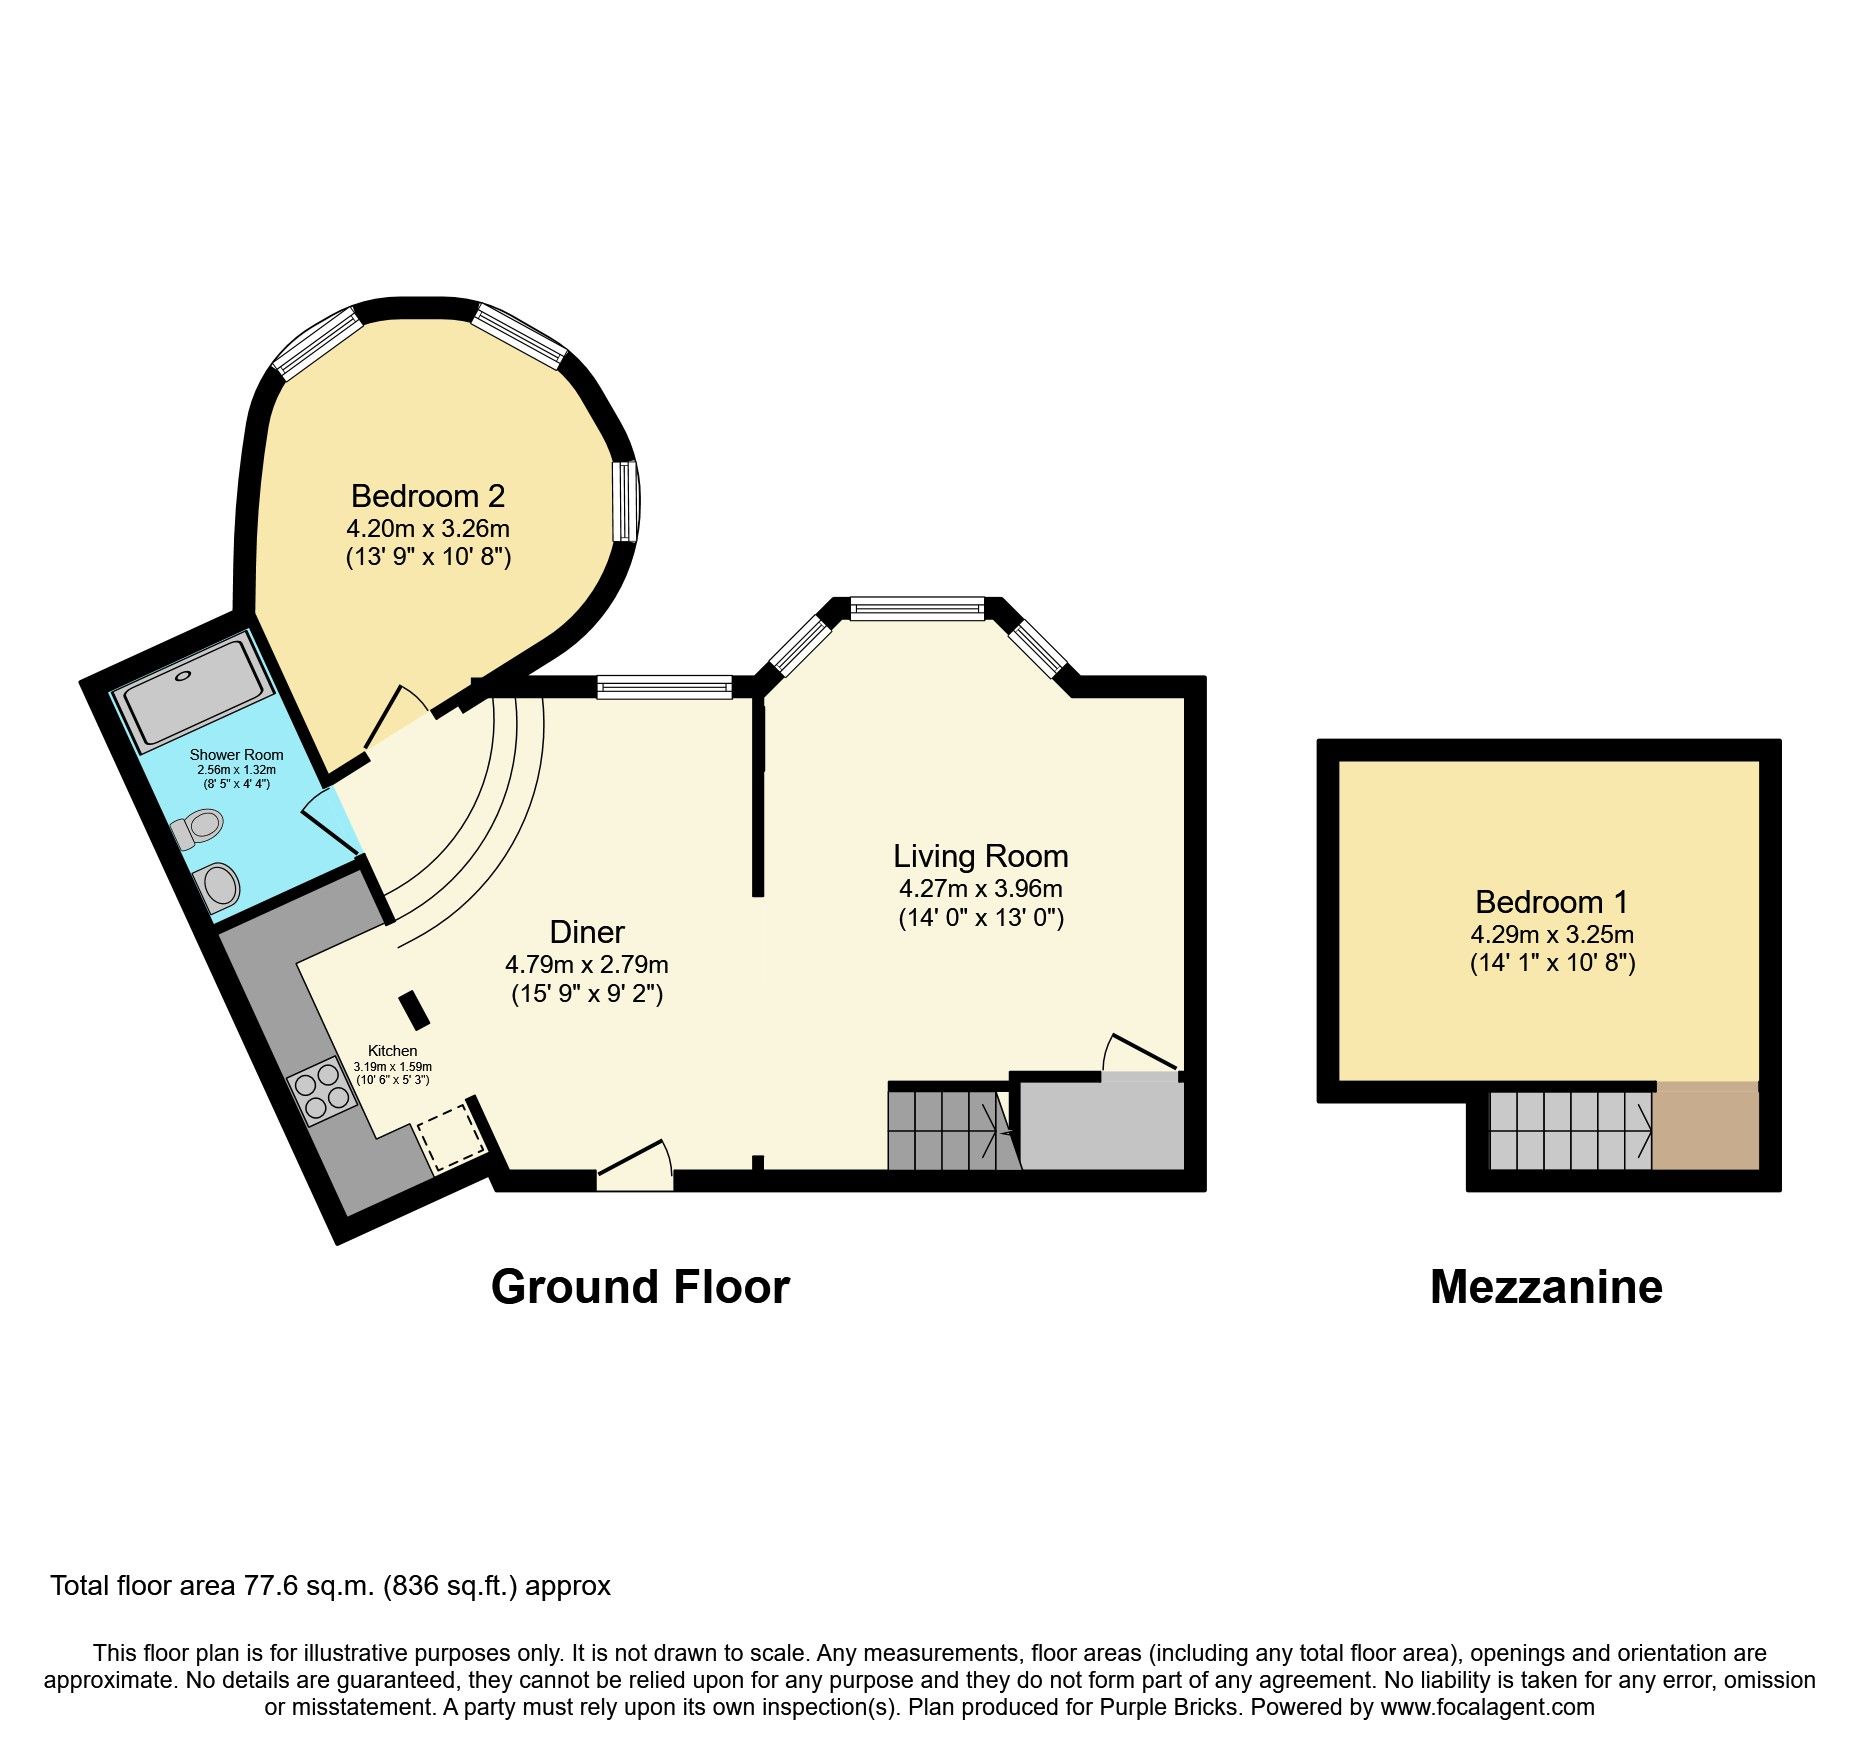 Bedroom 2
4.20m x 3.26m
(13' 9" x 10' 8")
Shower Room
2.56m x 1.32m
(8' 5" x 4' 4")
Living Room
4.27m x 3.96m
(14' 0" x 13' 0")
Diner
4.79m x 2.79m
(15' 9" x 9' 2")
Kitchen
3.19m x 1.59m
(10' 6" x 5' 3")
Bedroom 1
4.29m x 3.25m
(14' 1" x 10' 8")
Ground Floor
Mezzanine
Total floor area 77.6 sq.m. (836 sq.ft.) approx
This floor plan is for illustrative purposes only. It is not drawn to scale. Any measurements, floor areas (including any total floor area), openings and orientation are
approximate. No details are guaranteed, they cannot be relied upon for any purpose and they do not form part of any agreement. No liability is taken for any error, omission
or misstatement. A party must rely upon its own inspection(s). Plan produced for Purple Bricks. Powered by www.focalagent.com